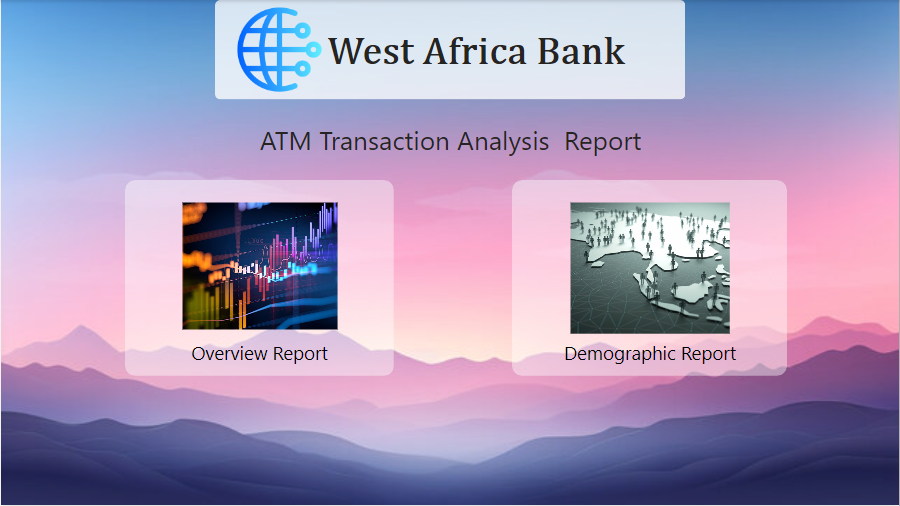 West Africa Bank
ATM Transaction Analysis  Report
Overview Report
Demographic Report